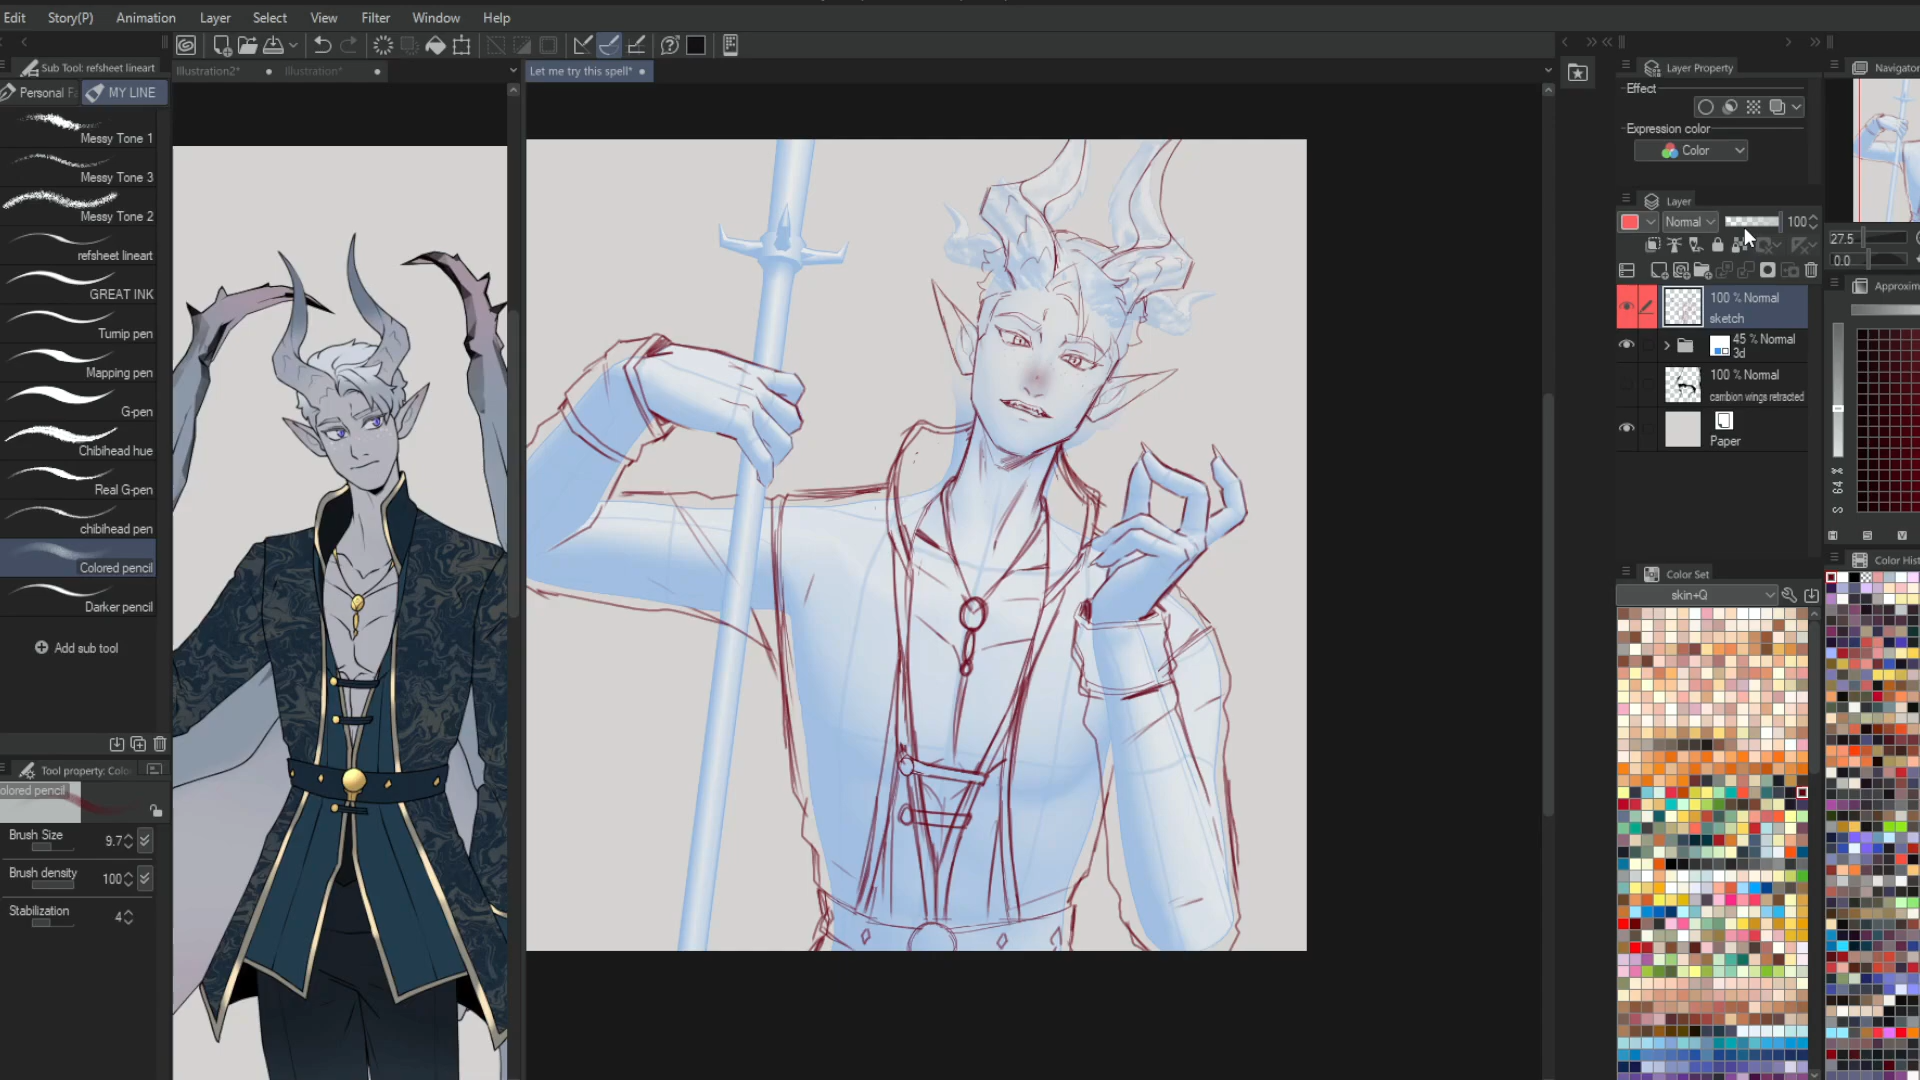 Edit Story(P) Animation Layer Select View Filter Window Help
Sub Tool: refsheet lineart
Illustration2*
Illustration*
Let me try this spell*
Personal Fa
MY LINE
Messy Tone 1
Messy Tone 3
Messy Tone 2
refsheet lineart
GREAT INK
Turnip pen
Mapping pen
G-pen
Chibihead hue
Real G-pen
chibihead pen
Colored pencil
Darker pencil
Add sub tool
Tool property: Colo
olored pencil
Brush Size 9.7
Brush density 100
Stabilization 4
Layer Property
Effect
Expression color
Color
Layer
Normal 100
100 % Normal
sketch
45 % Normal
3d
100 % Normal
cambion wings retracted
Paper
Color Set
skin+Q
Navigator
27.5
0.0
Approxim
64
S
Color Hist